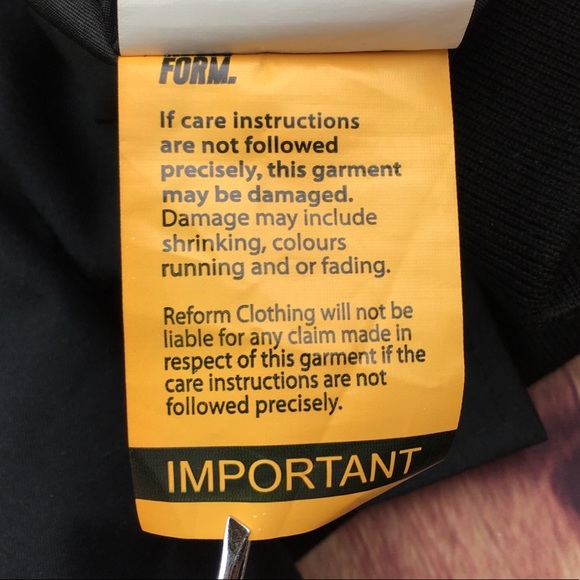 FORM.
If care instructions
are not followed
precisely, this garment
may be damaged.
Damage may include
shrinking, colours
running and or fading.
Reform Clothing will not be
liable for any claim made in
respect of this garment if the
care instructions are not
followed precisely.
IMPORTANT